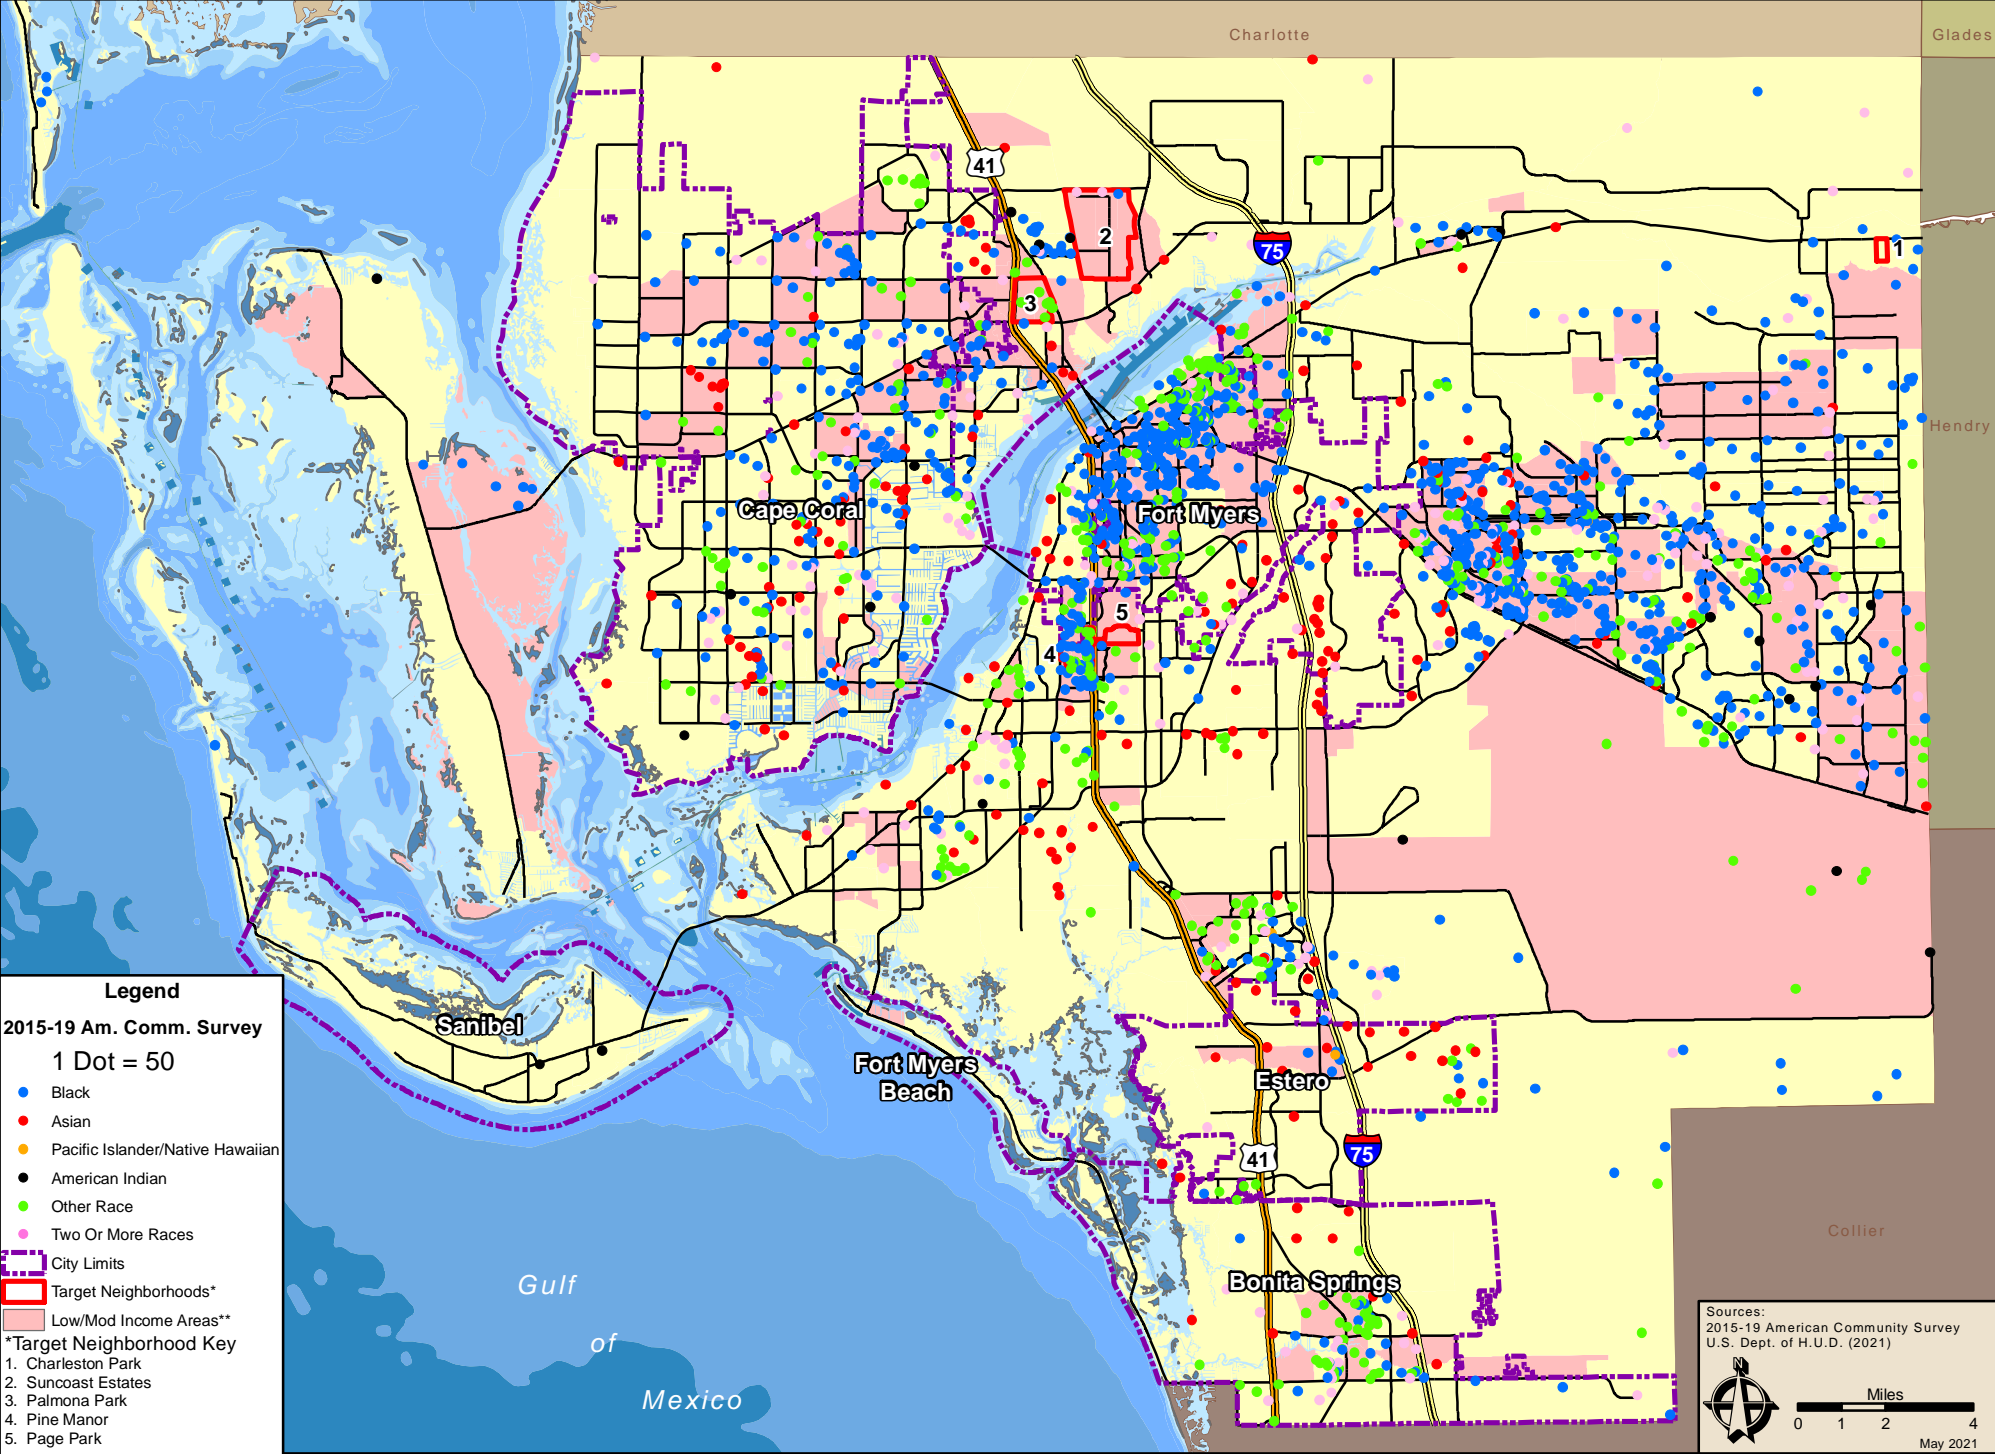 Charlotte
Glades
41
2
75
1
3
Hendry
Cape Coral
Fort Myers
5
4
Legend
2015-19 Am. Comm. Survey
1 Dot = 50
Black
Asian
Pacific Islander/Native Hawaiian
American Indian
Other Race
Two Or More Races
City Limits
Target Neighborhoods*
Low/Mod Income Areas**
*Target Neighborhood Key
1. Charleston Park
2. Suncoast Estates
3. Palmona Park
4. Pine Manor
5. Page Park
Sanibel
Fort Myers
Beach
Estero
41
75
Collier
Bonita Springs
Gulf
of
Mexico
Sources:
2015-19 American Community Survey
U.S. Dept. of H.U.D. (2021)
N
Miles
0 1 2 4
May 2021